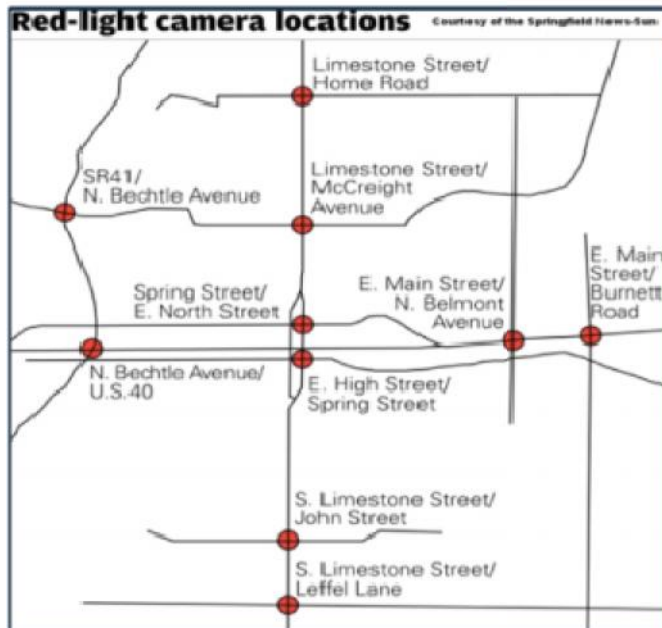 Red-light camera locations
Courtesy of the Springfield News-Sun
Limestone Street/
Home Road
SR41/
N. Bechtle Avenue
Limestone Street/
McCreight
Avenue
Spring Street/
E. North Street
E. Main Street/
N. Belmont
Avenue
E. Main
Street/
Burnett
Road
N. Bechtle Avenue/
U.S.40
E. High Street/
Spring Street
S. Limestone Street/
John Street
S. Limestone Street/
Leffel Lane